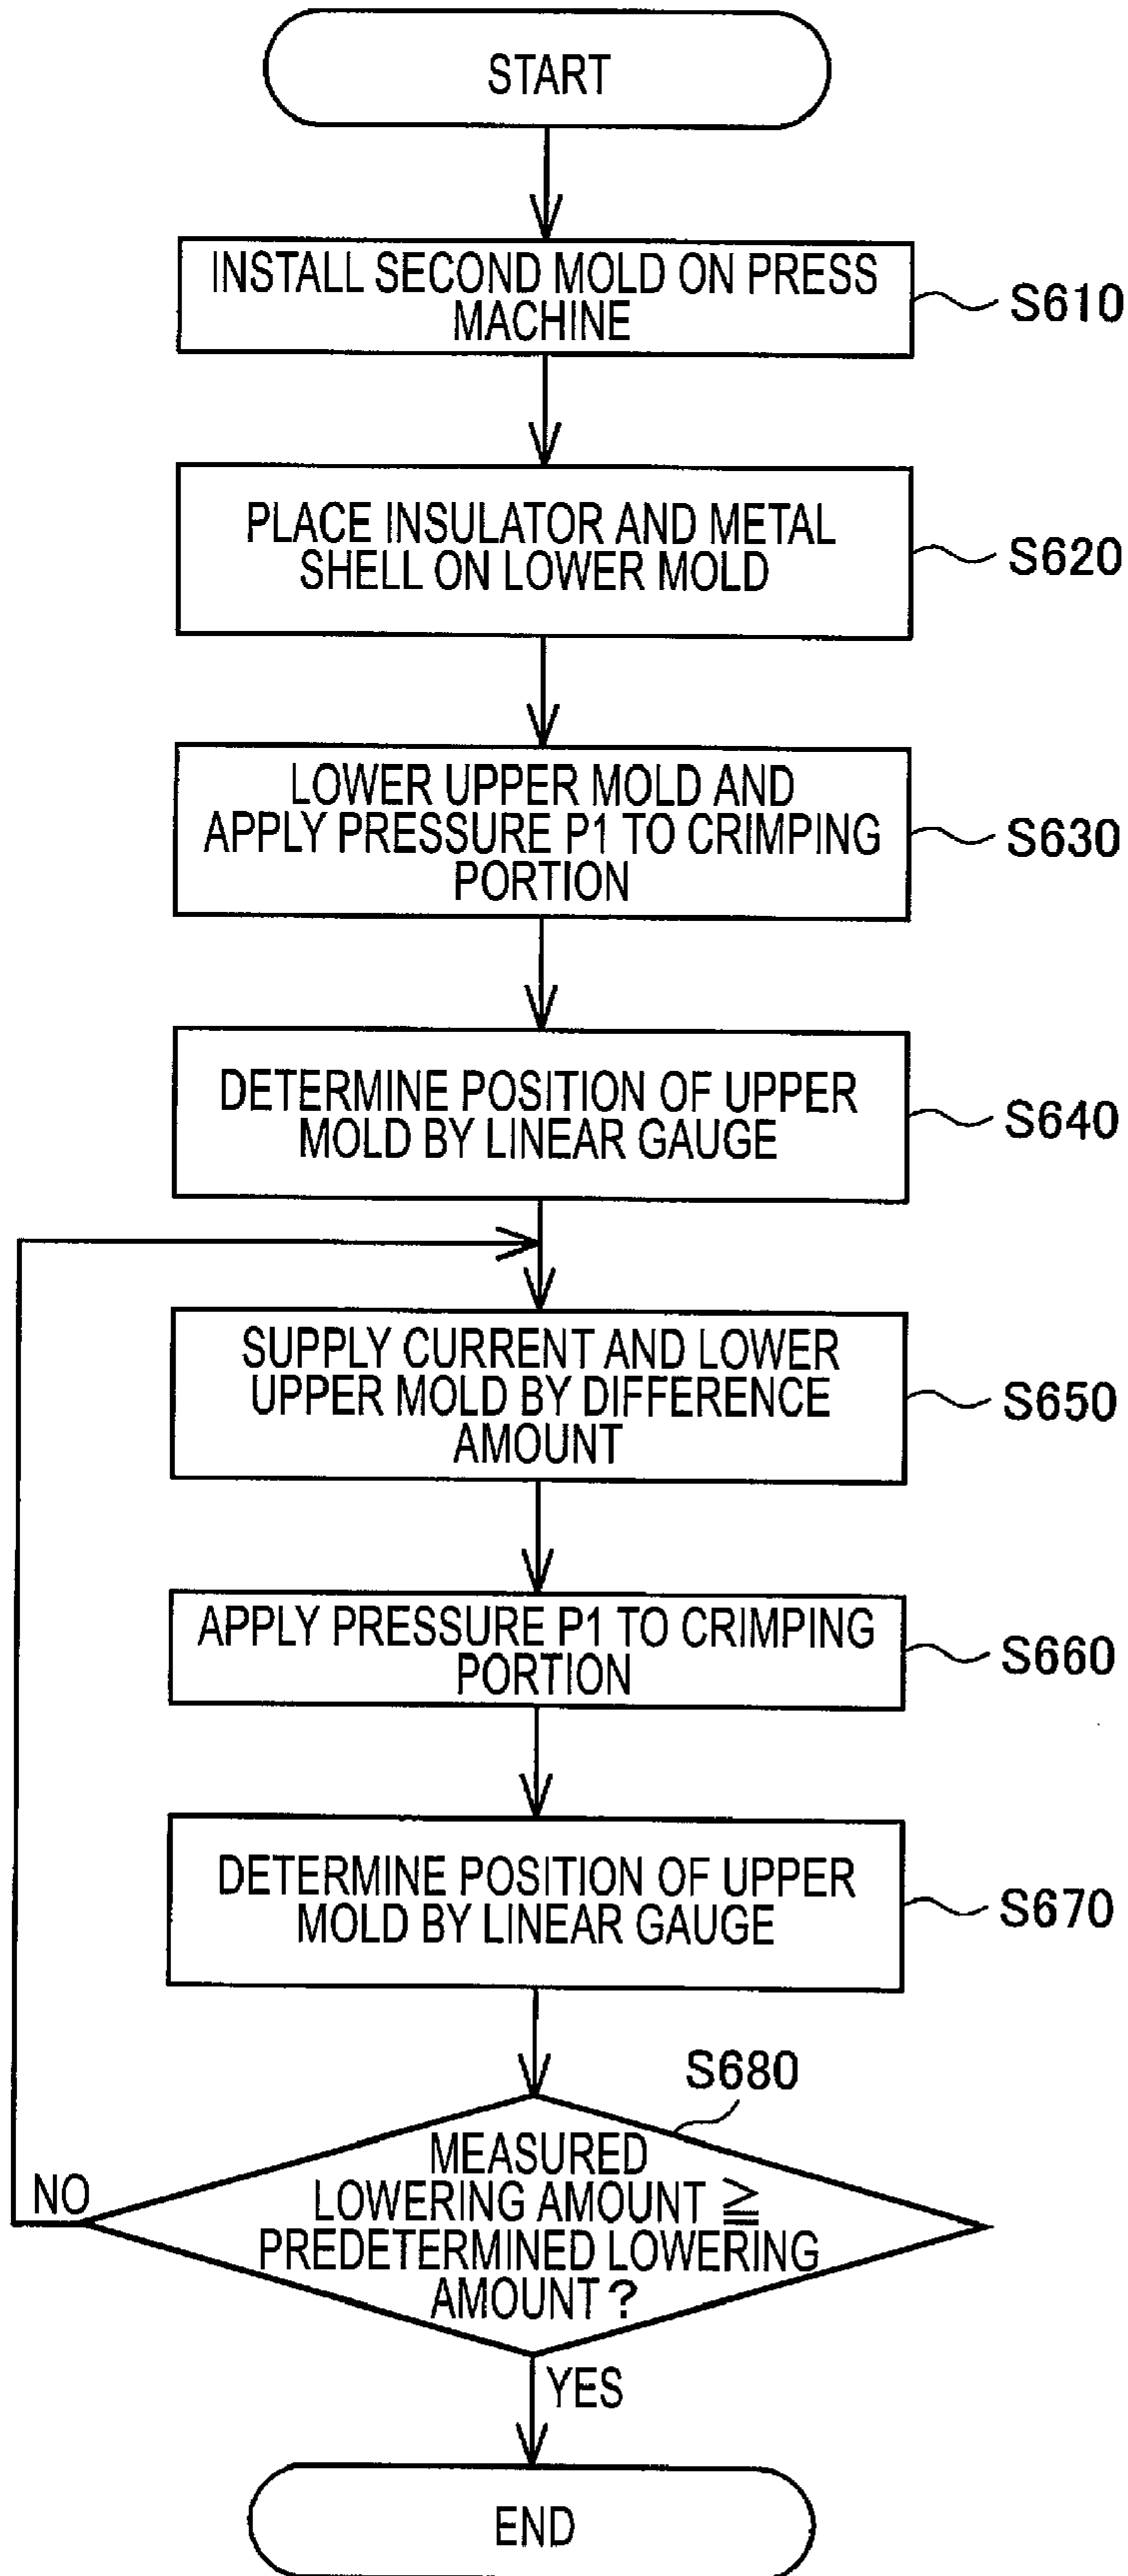 START
INSTALL SECOND MOLD ON PRESS
MACHINE
S610
PLACE INSULATOR AND METAL
SHELL ON LOWER MOLD
S620
LOWER UPPER MOLD AND
APPLY PRESSURE P1 TO CRIMPING
PORTION
S630
DETERMINE POSITION OF UPPER
MOLD BY LINEAR GAUGE
S640
SUPPLY CURRENT AND LOWER
UPPER MOLD BY DIFFERENCE
AMOUNT
S650
APPLY PRESSURE P1 TO CRIMPING
PORTION
S660
DETERMINE POSITION OF UPPER
MOLD BY LINEAR GAUGE
S670
S680
MEASURED
LOWERING AMOUNT ≧
PREDETERMINED LOWERING
AMOUNT ?
NO
YES
END